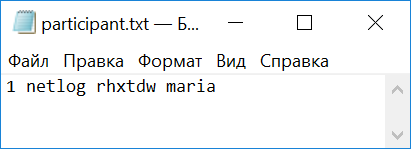 participant.txt — Б...
Файл Правка Формат Вид Справка
1 netlog rhxtdw maria